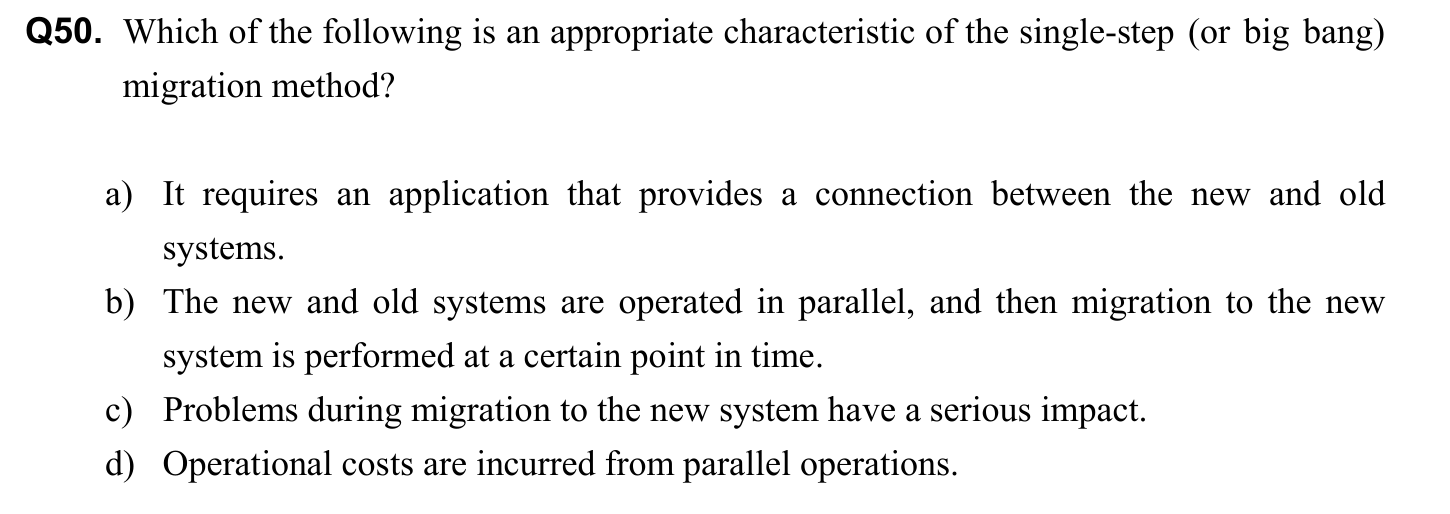 Q50. Which of the following is an appropriate characteristic of the single-step (or big bang)
migration method?
a) It requires an application that provides a connection between the new and old
systems.
b) The new and old systems are operated in parallel, and then migration to the new
system is performed at a certain point in time.
c) Problems during migration to the new system have a serious impact.
d) Operational costs are incurred from parallel operations.